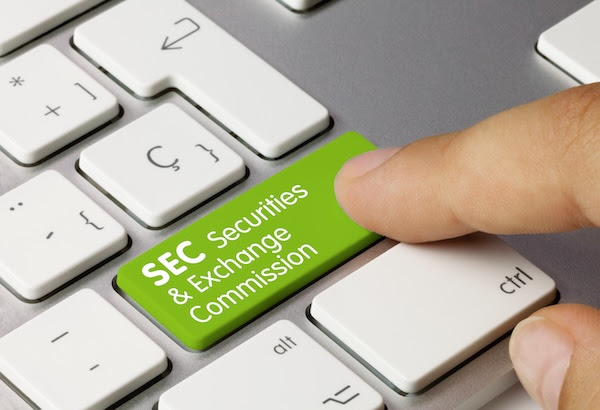 * + ]
ç }
¨ - {
_ -
SEC Securities
& Exchange
Commission
ctrl
alt
⌥